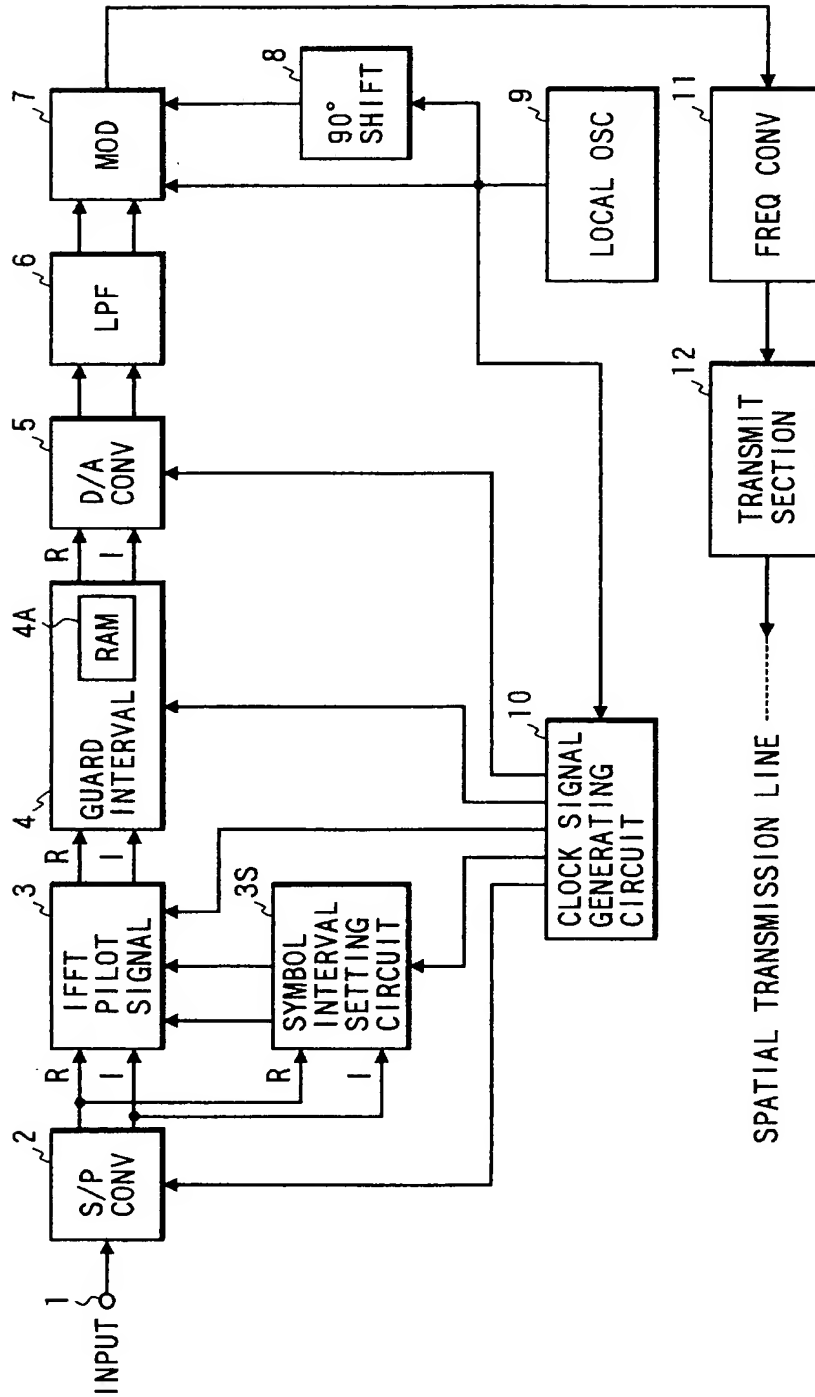 INPUT
1
2
S/P
CONV
R
I
3
IFFT
PILOT
SIGNAL
R
I
3S
SYMBOL
INTERVAL
SETTING
CIRCUIT
R
I
4
GUARD
INTERVAL
4A
RAM
R
I
5
D/A
CONV
6
LPF
7
MOD
8
90°
SHIFT
9
LOCAL OSC
10
CLOCK SIGNAL
GENERATING
CIRCUIT
11
FREQ CONV
12
TRANSMIT
SECTION
SPATIAL TRANSMISSION LINE